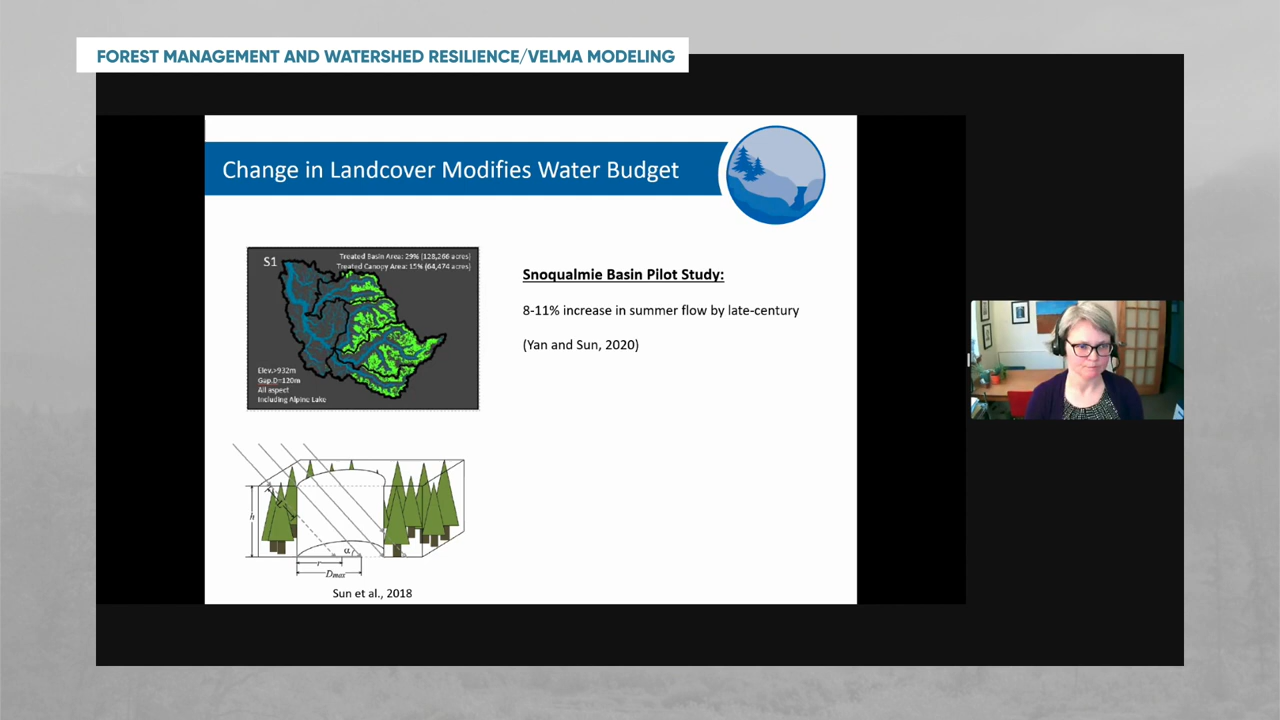 FOREST MANAGEMENT AND WATERSHED RESILIENCE/VELMA MODELING
Change in Landcover Modifies Water Budget
S1
Treated Basin Area: 29% (128,266 acres)
Treated Canopy Area: 15% (64,474 acres)
Elev.>932m
Gap.D=120m
All aspect
Including Alpine Lake
Snoqualmie Basin Pilot Study:
8-11% increase in summer flow by late-century
(Yan and Sun, 2020)
h
α
r
Dmax
Sun et al., 2018